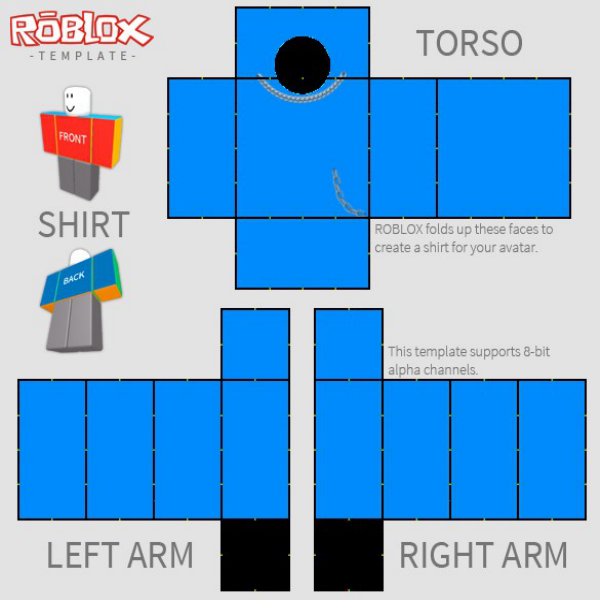 ROBLOX
-TEMPLATE-
TORSO
FRONT
SHIRT
ROBLOX folds up these faces to
create a shirt for your avatar.
BACK
This template supports 8-bit
alpha channels.
LEFT ARM
RIGHT ARM